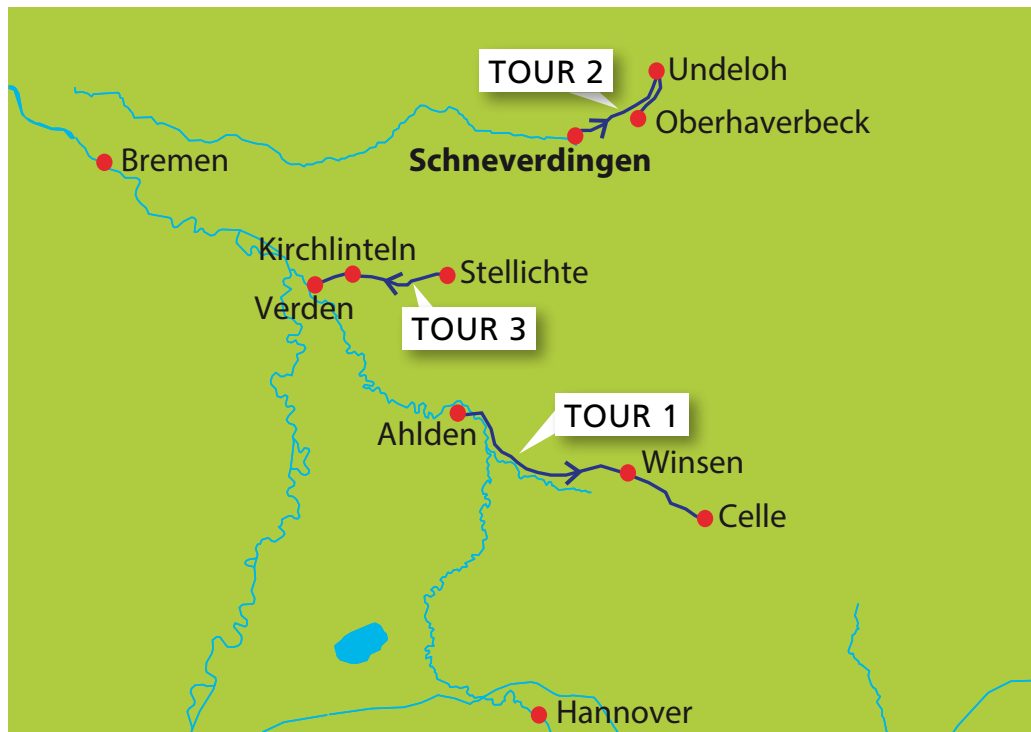 TOUR 2
Undeloh
Oberhaverbeck
Schneverdingen
Bremen
Kirchlinteln
Stellichte
Verden
TOUR 3
TOUR 1
Ahlden
Winsen
Celle
Hannover